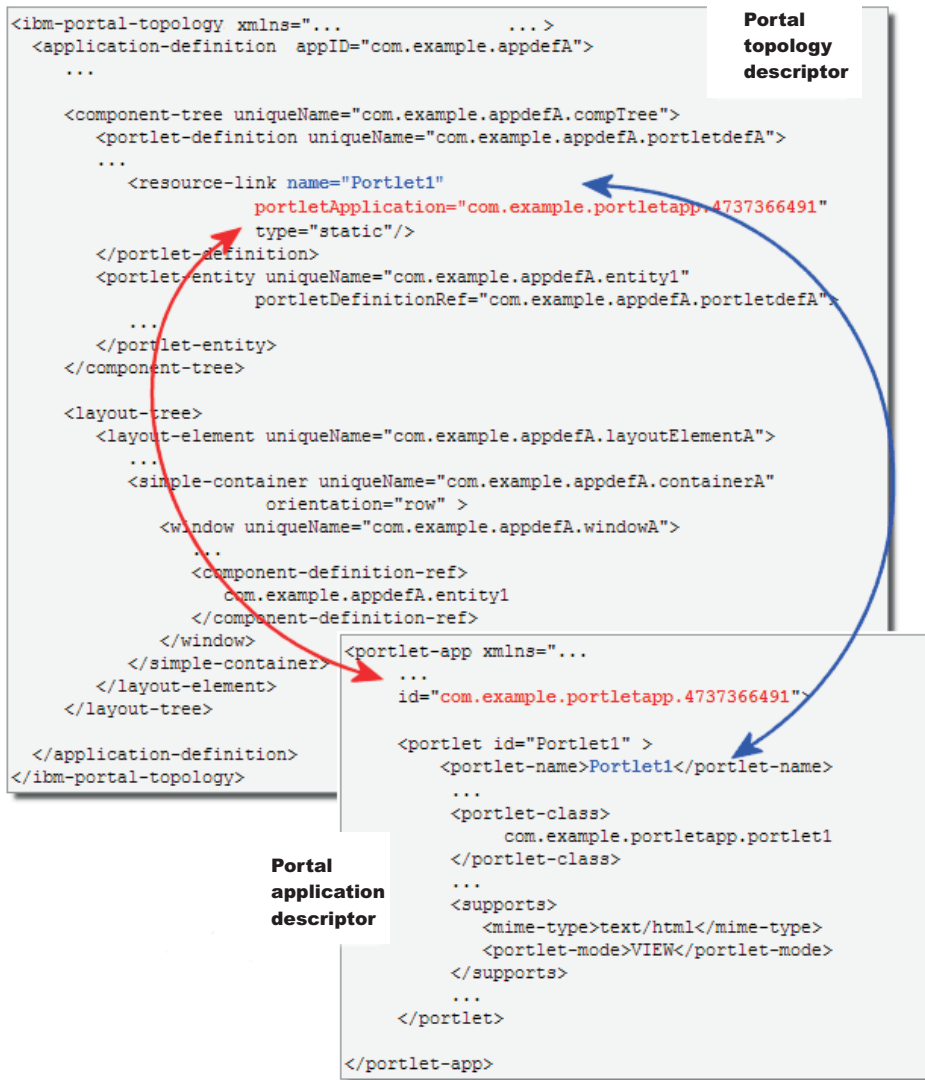 Portal
topology
descriptor
<ibm-portal-topology xmlns="... ...>
<application-definition appID="com.example.appdefA">
...
<component-tree uniqueName="com.example.appdefA.compTree">
<portlet-definition uniqueName="com.example.appdefA.portletdefA">
...
<resource-link name="Portlet1"
portletApplication="com.example.portletapp.4737366491"
type="static"/>
</portlet-definition>
<portlet-entity uniqueName="com.example.appdefA.entity1"
portletDefinitionRef="com.example.appdefA.portletdefA">
...
</portlet-entity>
</component-tree>
<layout-tree>
<layout-element uniqueName="com.example.appdefA.layoutElementA">
...
<simple-container uniqueName="com.example.appdefA.containerA"
orientation="row" >
<window uniqueName="com.example.appdefA.windowA">
...
<component-definition-ref>
com.example.appdefA.entity1
</component-definition-ref>
</window>
</simple-container>
</layout-element>
</layout-tree>
</application-definition>
</ibm-portal-topology>
<portlet-app xmlns="...
...
id="com.example.portletapp.4737366491">
<portlet id="Portlet1" >
<portlet-name>Portlet1</portlet-name>
...
<portlet-class>
com.example.portletapp.portlet1
</portlet-class>
...
<supports>
<mime-type>text/html</mime-type>
<portlet-mode>VIEW</portlet-mode>
</supports>
...
</portlet>
</portlet-app>
Portal
application
descriptor